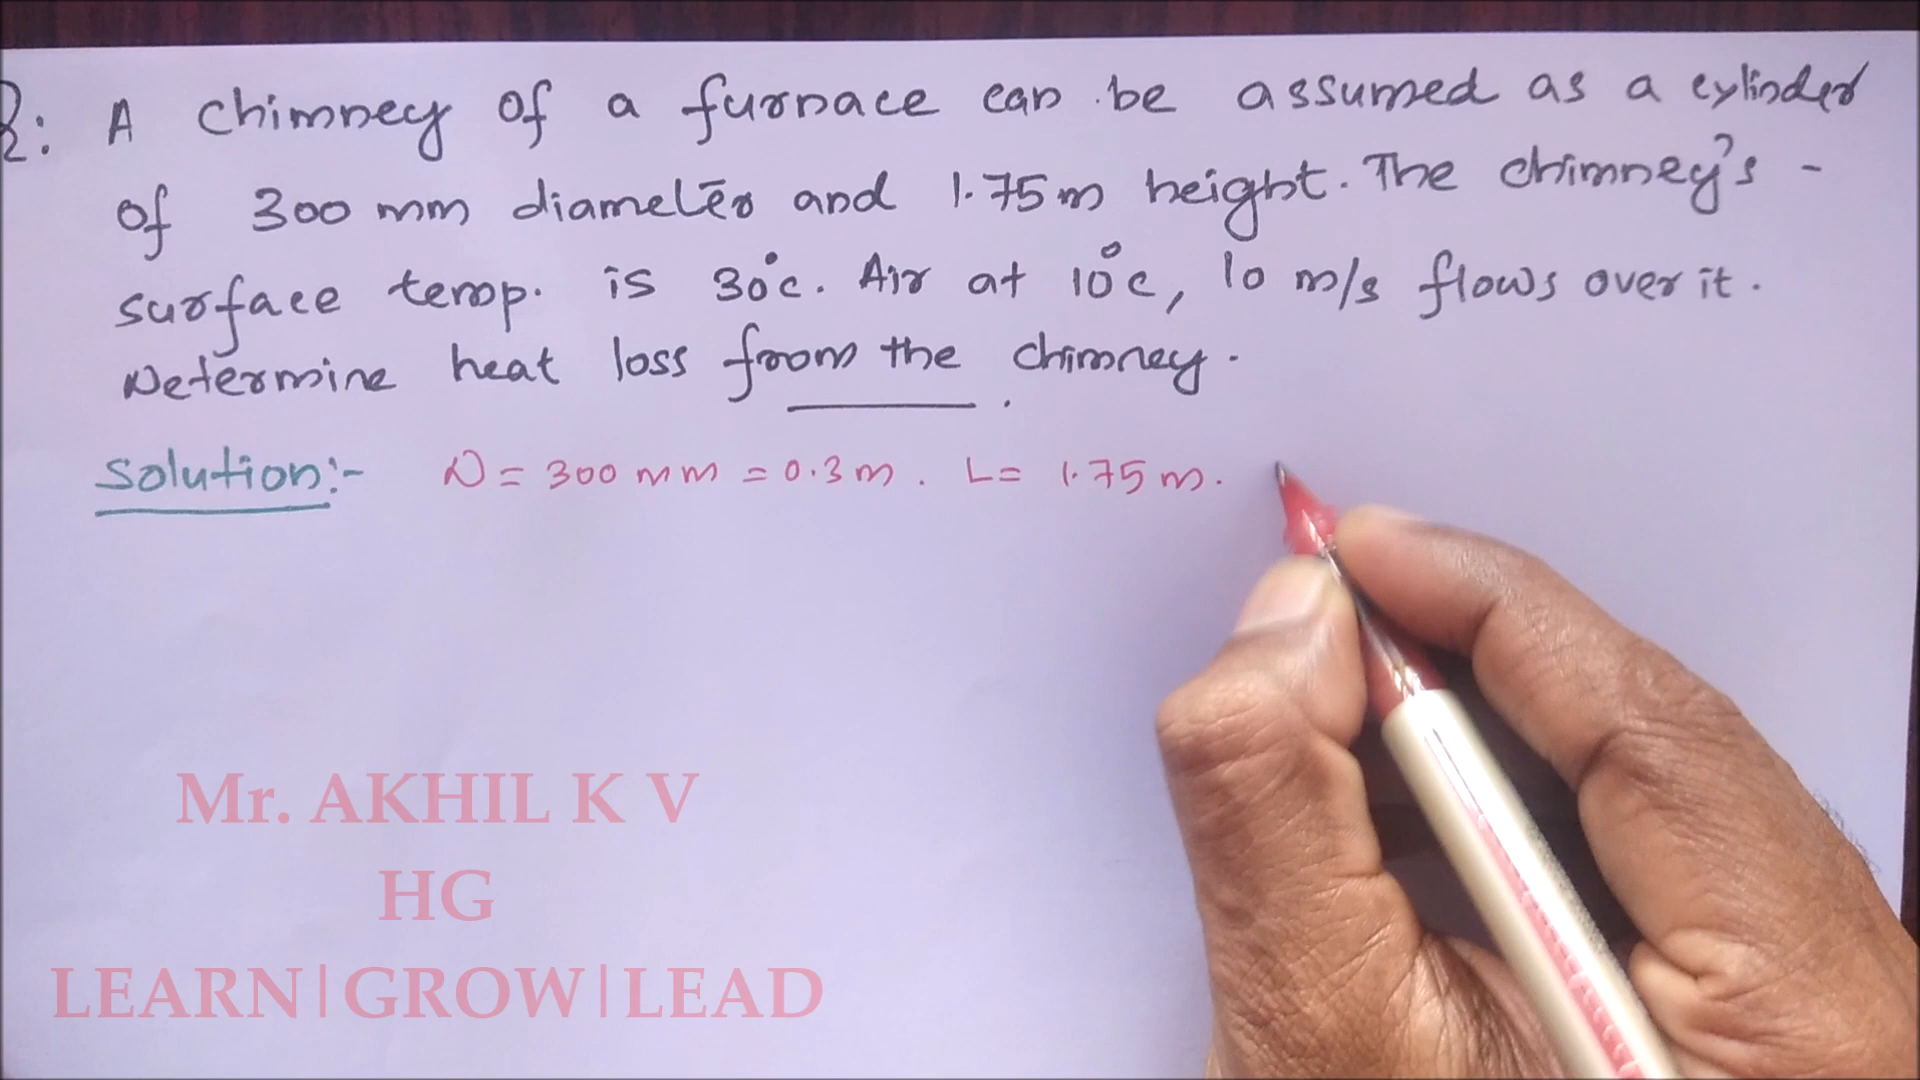 Q: A chimney of a furnace can be assumed as a cylinder
of 300 mm diameter and 1.75m height. The chimney's -
surface temp. is 30°c. Air at 10°c, 10 m/s flows over it.
Determine heat loss from the chimney.
Solution:- D = 300 mm = 0.3 m. L= 1.75 m.
Mr. AKHIL K V
HG
LEARN|GROW|LEAD